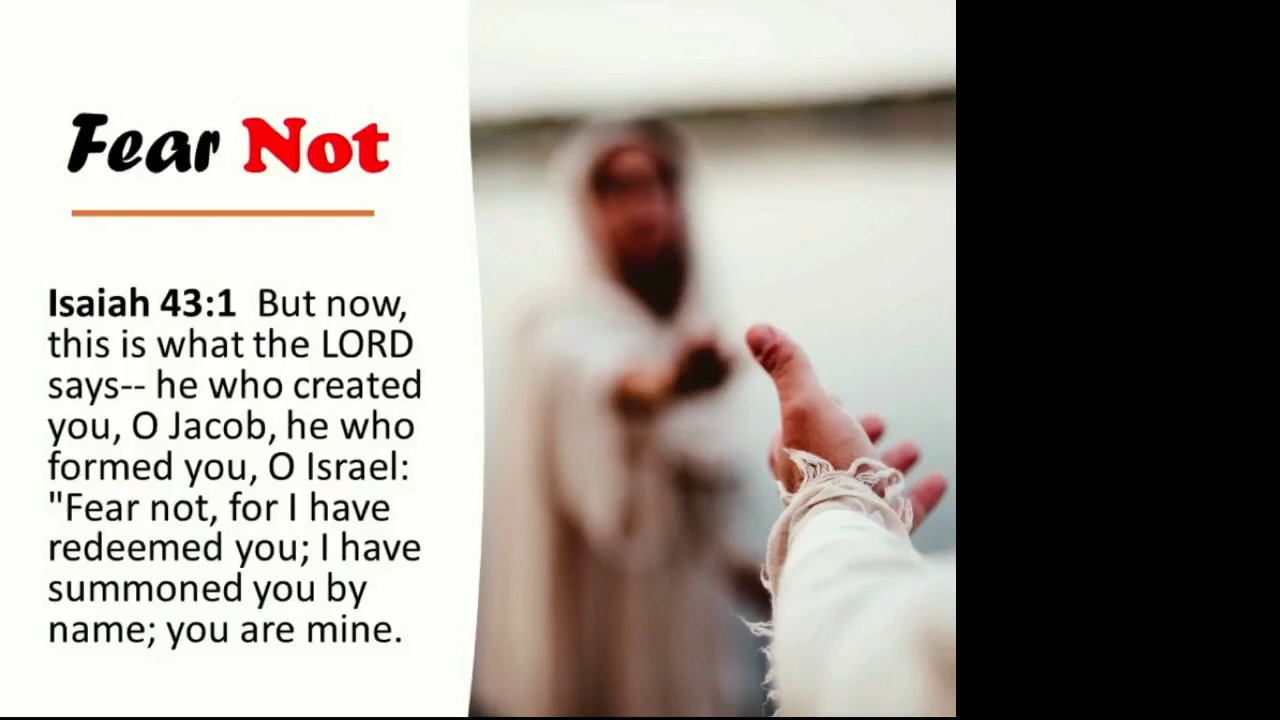 Fear Not
Isaiah 43:1  But now,
this is what the LORD
says-- he who created
you, O Jacob, he who
formed you, O Israel:
"Fear not, for I have
redeemed you; I have
summoned you by
name; you are mine.